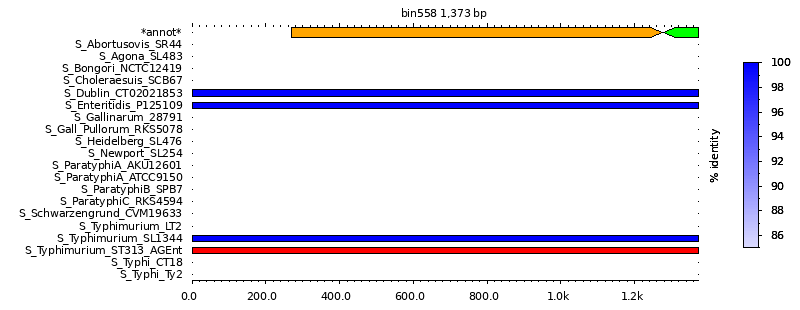 bin558 1,373 bp
*annot*
S_Abortusovis_SR44
S_Agona_SL483
S_Bongori_NCTC12419
S_Choleraesuis_SCB67
S_Dublin_CT02021853
S_Enteritidis_P125109
S_Gallinarum_28791
S_Gall_Pullorum_RKS5078
S_Heidelberg_SL476
S_Newport_SL254
S_ParatyphiA_AKU12601
S_ParatyphiA_ATCC9150
S_ParatyphiB_SPB7
S_ParatyphiC_RKS4594
S_Schwarzengrund_CVM19633
S_Typhimurium_LT2
S_Typhimurium_SL1344
S_Typhimurium_ST313_AGEnt
S_Typhi_CT18
S_Typhi_Ty2
0.0 200.0 400.0 600.0 800.0 1.0k 1.2k
100
98
96
94
92
90
88
86
% identity